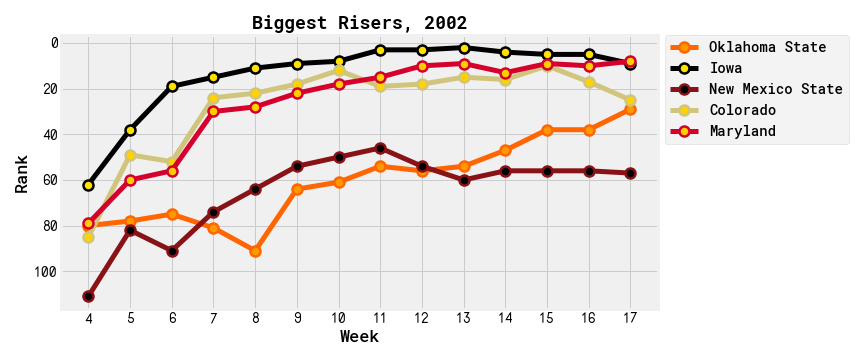 Biggest Risers, 2002
Rank
0
20
40
60
80
100
4 5 6 7 8 9 10 11 12 13 14 15 16 17
Week
Oklahoma State
Iowa
New Mexico State
Colorado
Maryland